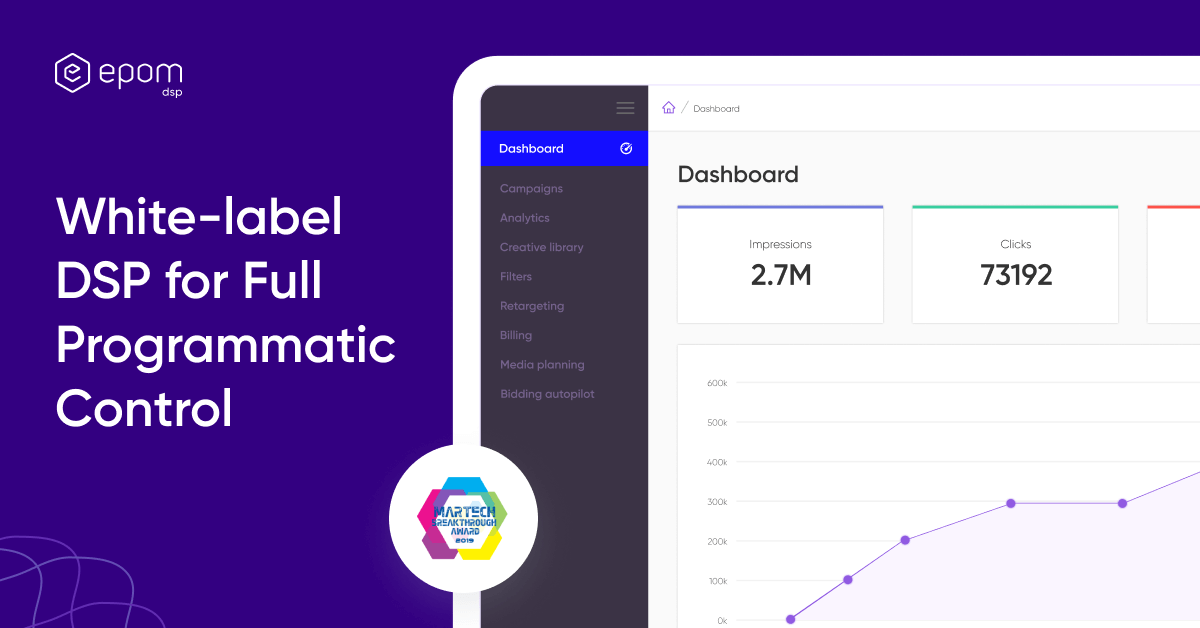 epom
dsp
White-label
DSP for Full
Programmatic
Control
MARTECH
BREAKTHROUGH
AWARD
2019
Dashboard
Campaigns
Analytics
Creative library
Filters
Retargeting
Billing
Media planning
Bidding autopilot
/ Dashboard
Dashboard
Impressions
2.7M
Clicks
73192
600k
500k
400k
300k
200k
100k
0k